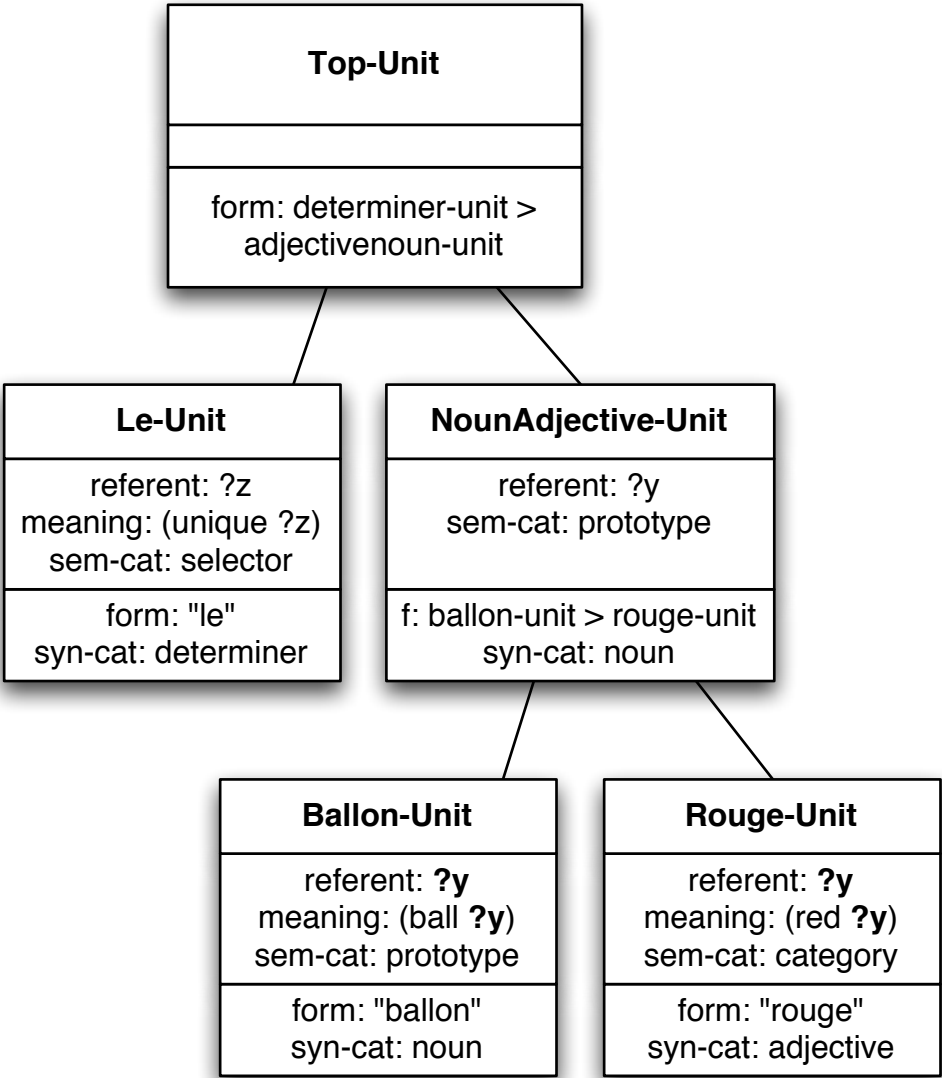 Top-Unit
form: determiner-unit >
adjectivenoun-unit
Le-Unit
referent: ?z
meaning: (unique ?z)
sem-cat: selector
form: "le"
syn-cat: determiner
NounAdjective-Unit
referent: ?y
sem-cat: prototype
f: ballon-unit > rouge-unit
syn-cat: noun
Ballon-Unit
referent: ?y
meaning: (ball ?y)
sem-cat: prototype
form: "ballon"
syn-cat: noun
Rouge-Unit
referent: ?y
meaning: (red ?y)
sem-cat: category
form: "rouge"
syn-cat: adjective